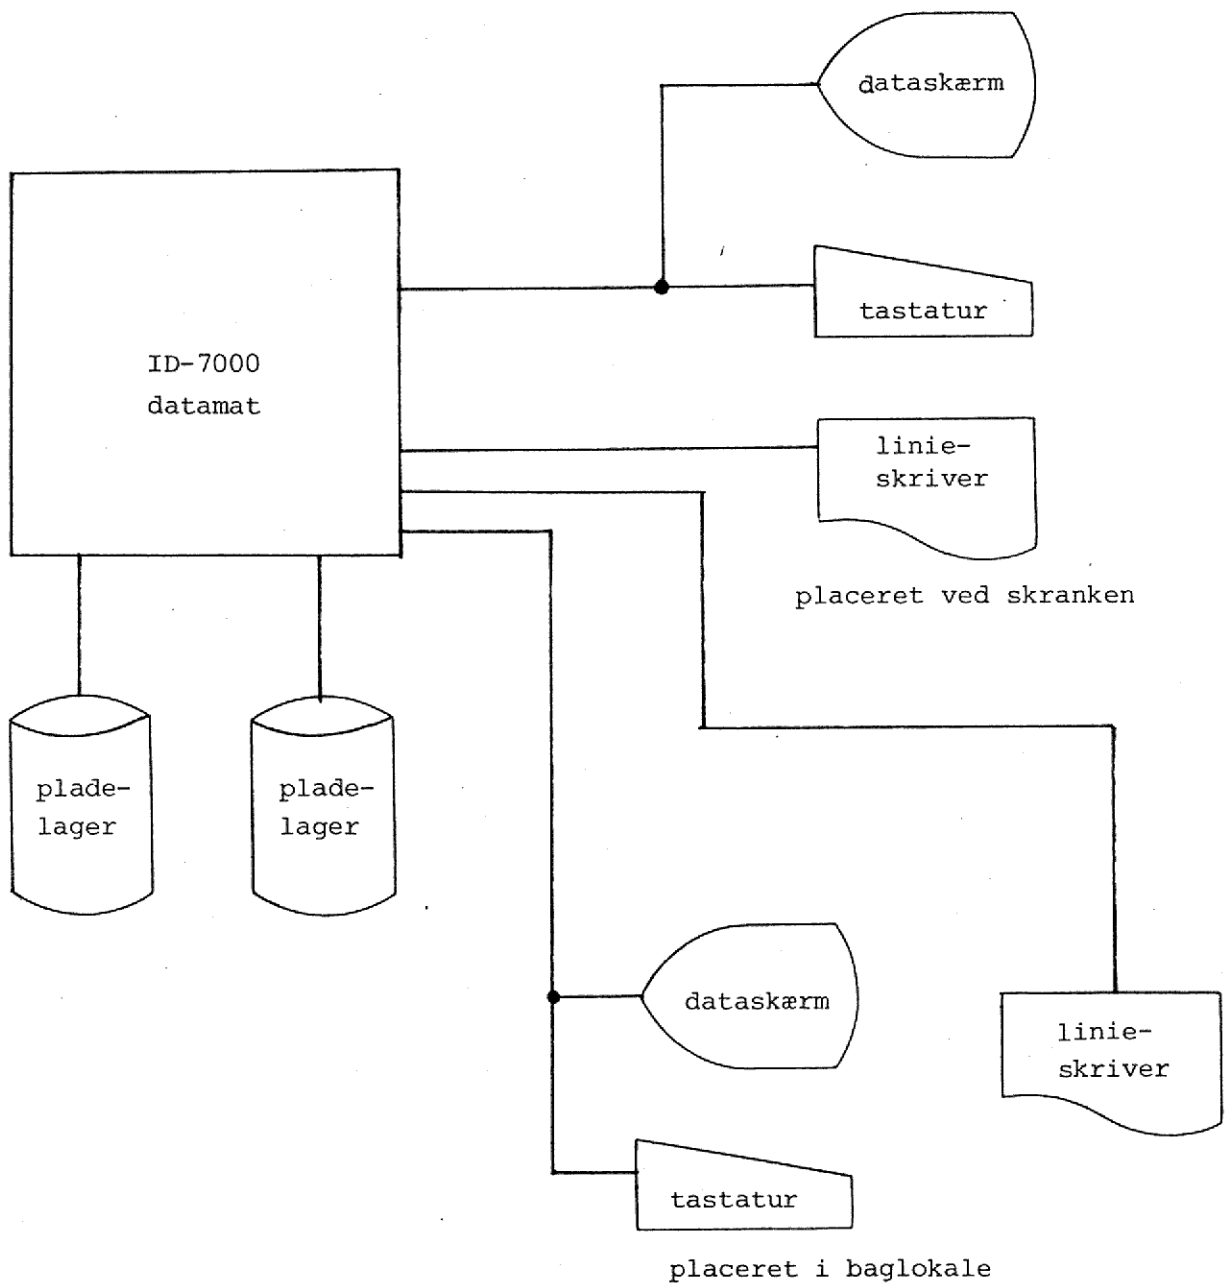 dataskærm
tastatur
ID-7000
datamat
linie-
skriver
placeret ved skranken
plade-
lager
plade-
lager
dataskærm
linie-
skriver
tastatur
placeret i baglokale